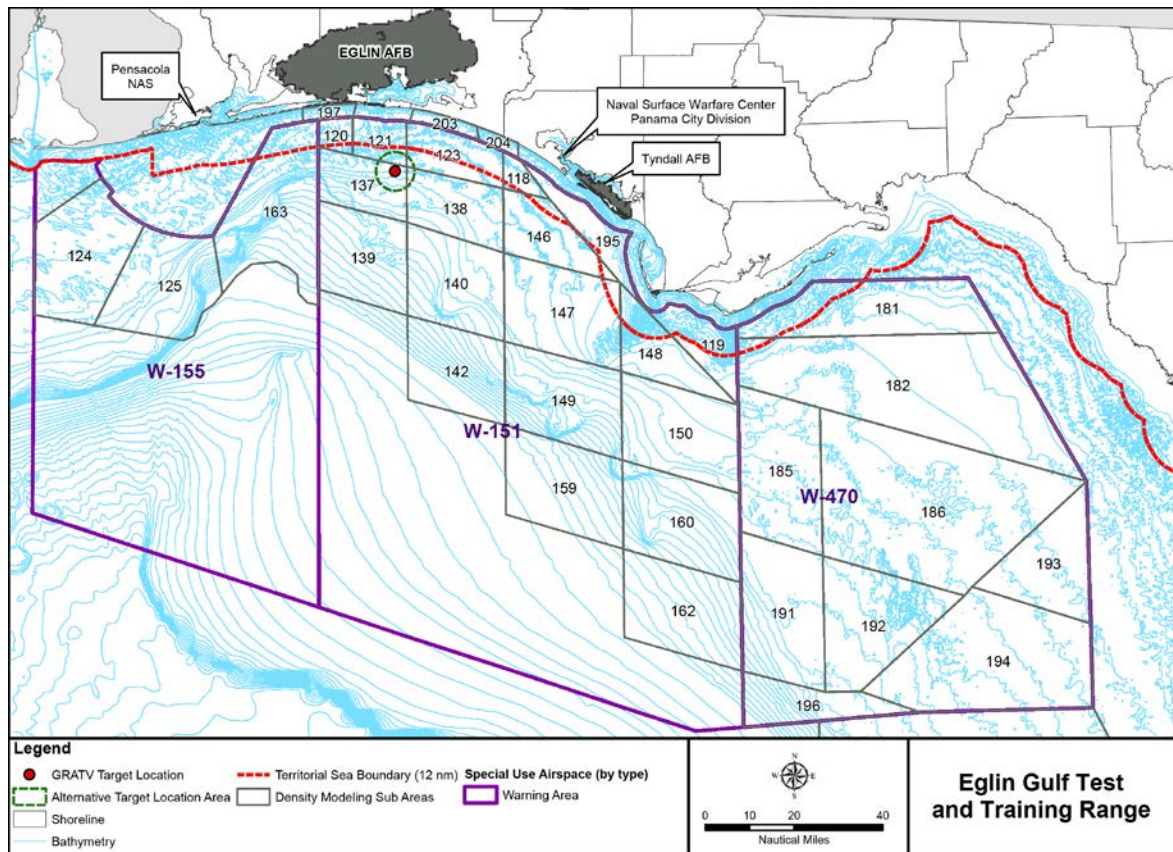 EGLIN AFB
Pensacola
NAS
Naval Surface Warfare Center
Panama City Division
Tyndall AFB
197
203
120
121
204
123
118
137
138
163
195
146
124
139
125
140
147
181
119
148
W-155
142
182
149
150
W-151
185
W-470
159
186
160
193
162
191
192
194
196
Legend
GRATV Target Location
Alternative Target Location Area
Shoreline
Bathymetry
Territorial Sea Boundary (12 nm)
Density Modeling Sub Areas
Special Use Airspace (by type)
Warning Area
N
W E
S
0 10 20 40
Nautical Miles
Eglin Gulf Test
and Training Range